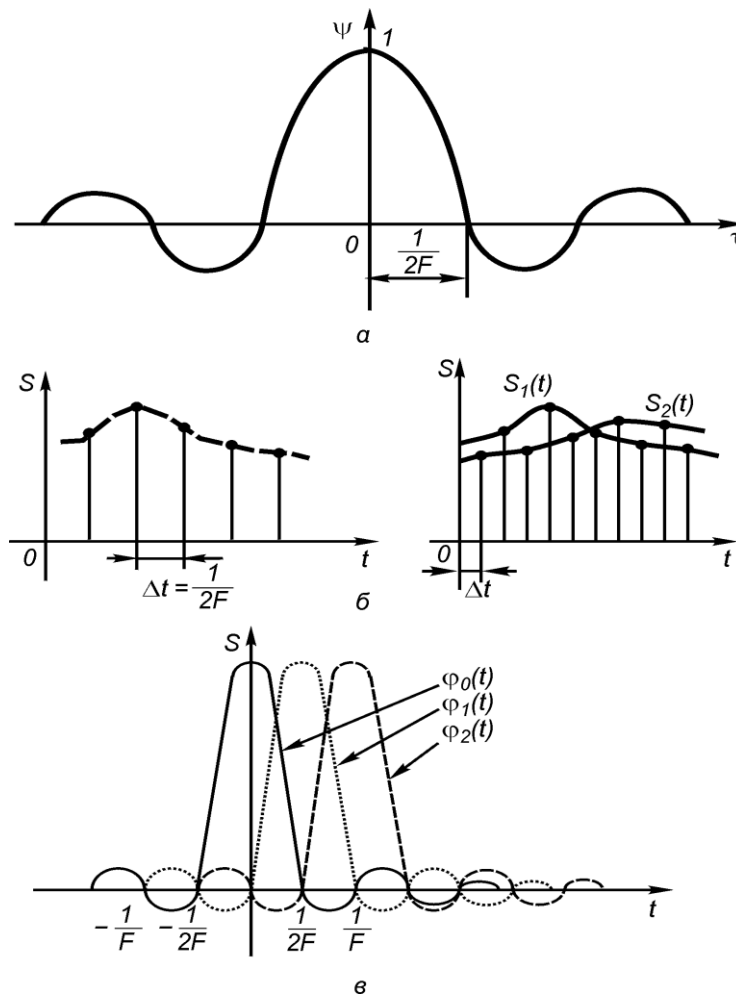 ψ 1
0 1/2F τ
а
S S₁(t) S₂(t)
0 t 0 t
Δt = 1/2F Δt
б
S
φ₀(t)
φ₁(t)
φ₂(t)
−1/F −1/2F 1/2F 1/F t
в